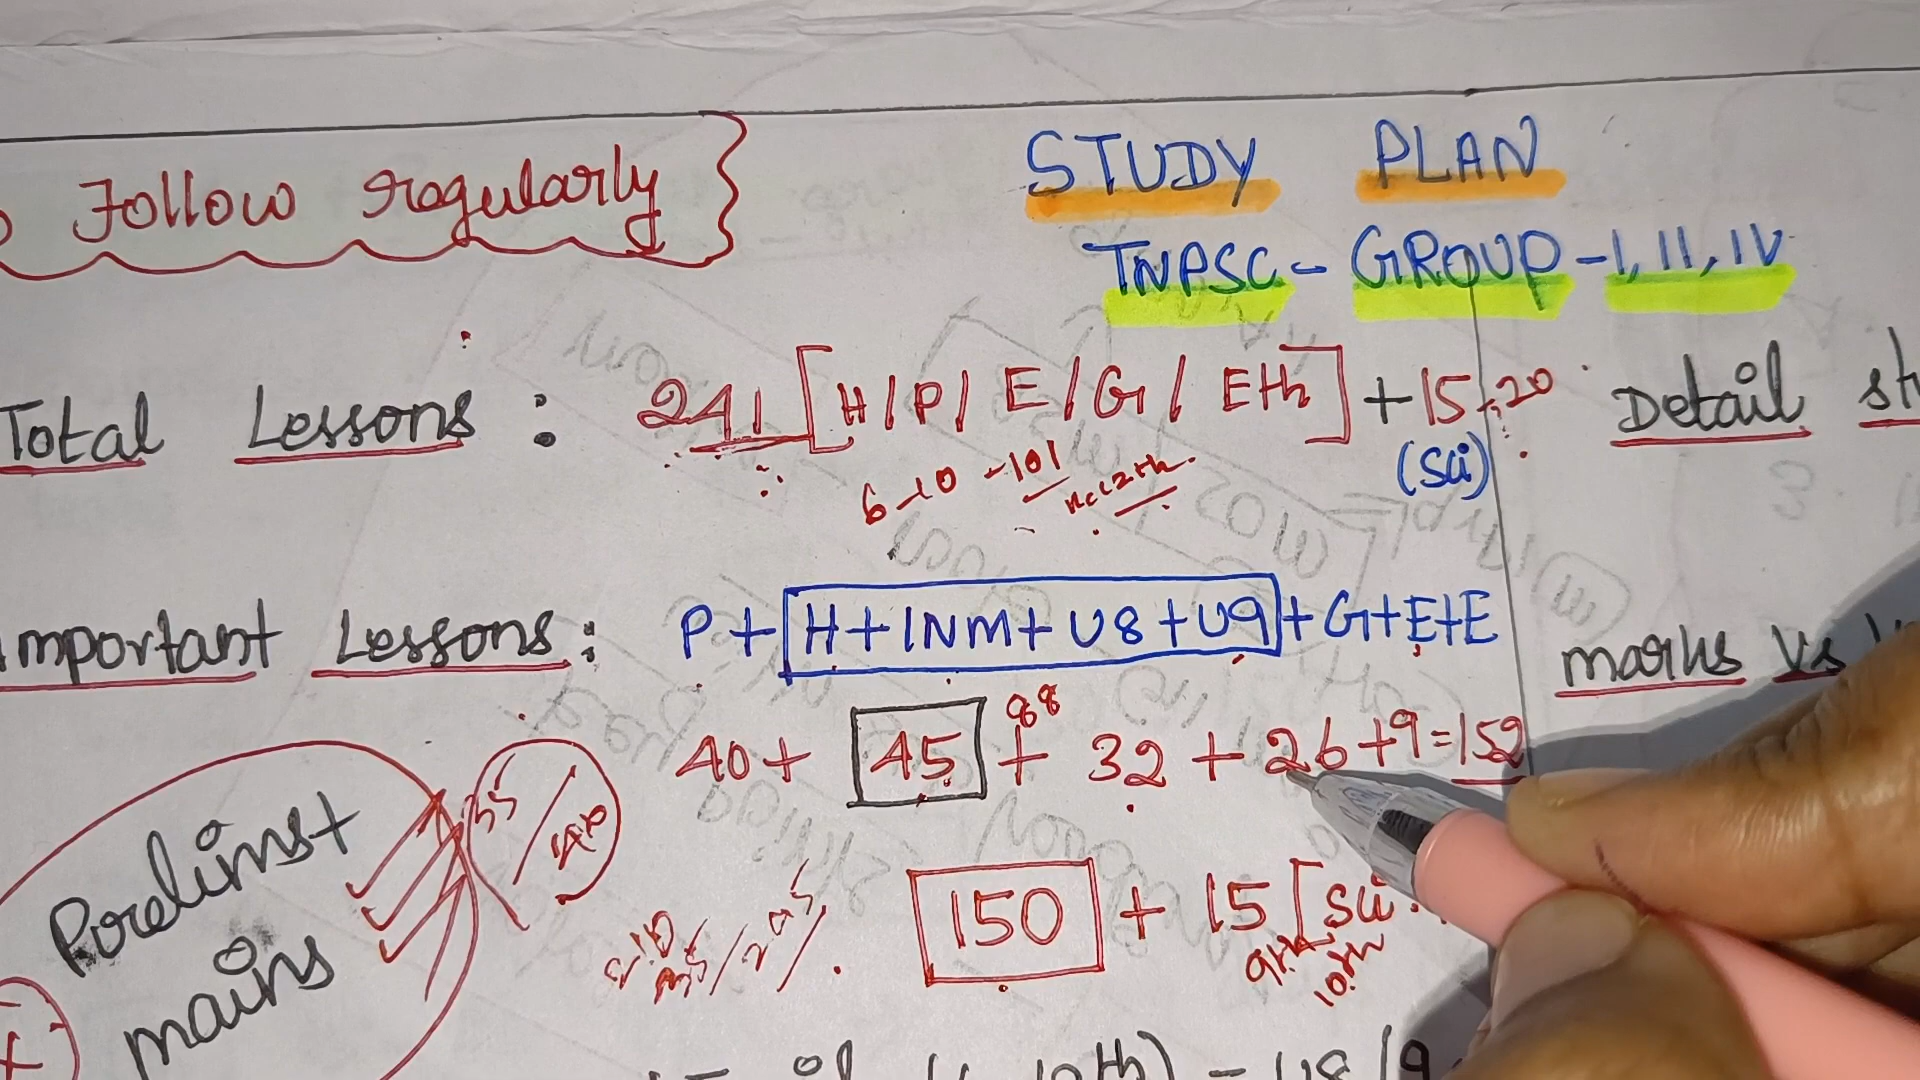 Follow regularly
STUDY PLAN
TNPSC - GROUP - I, II, IV
Total Lessons : 241 [H/P/ E/G/ Eth] + 15-20
6-10 - 101
(Sci)
Detail
Important Lessons : P + H + INM + U8 + U9 + G + E + E
marks Vs
88
40 + 45 + 32 + 26 + 9 = 152
Prelims +
mains
150 + 15 [Sci
9th
10th